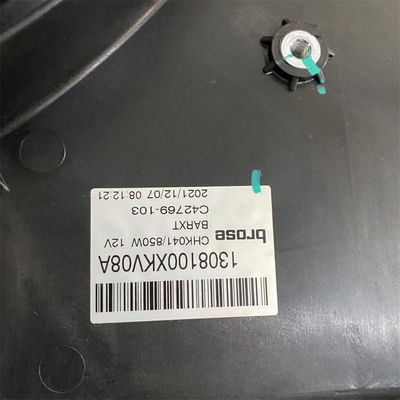 1308100XKV08A
brose
CHK041/850W 12V
BARXT
C42769-103
2021/12/07 08:12:21